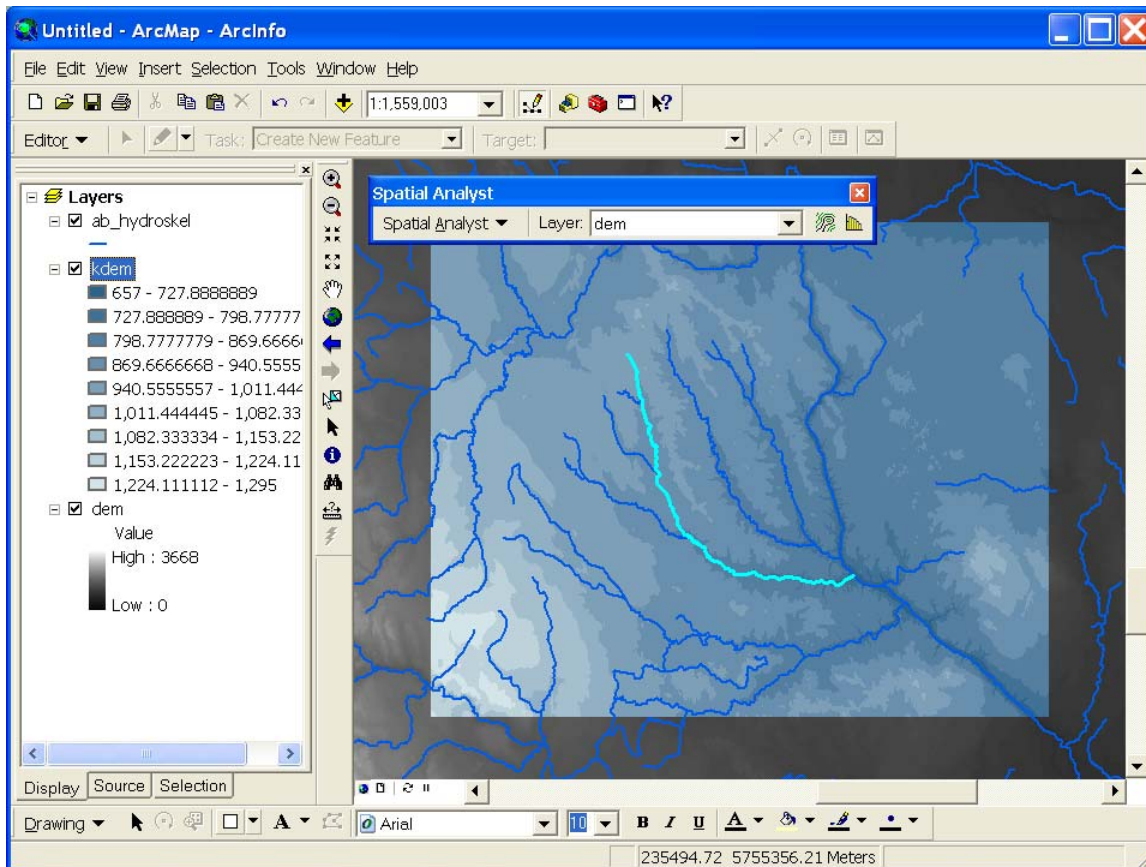 Untitled - ArcMap - ArcInfo
File Edit View Insert Selection Tools Window Help
1:1,559,003
Editor Task: Create New Feature Target:
Layers
ab_hydroskel
kdem
657 - 727.8888889
727.888889 - 798.77777
798.7777779 - 869.6666
869.6666668 - 940.5555
940.5555557 - 1,011.444
1,011.444445 - 1,082.33
1,082.333334 - 1,153.22
1,153.222223 - 1,224.11
1,224.111112 - 1,295
dem
Value
High : 3668
Low : 0
Spatial Analyst
Spatial Analyst Layer: dem
Display Source Selection
Drawing A Arial 10 B I U A
235494.72 5755356.21 Meters